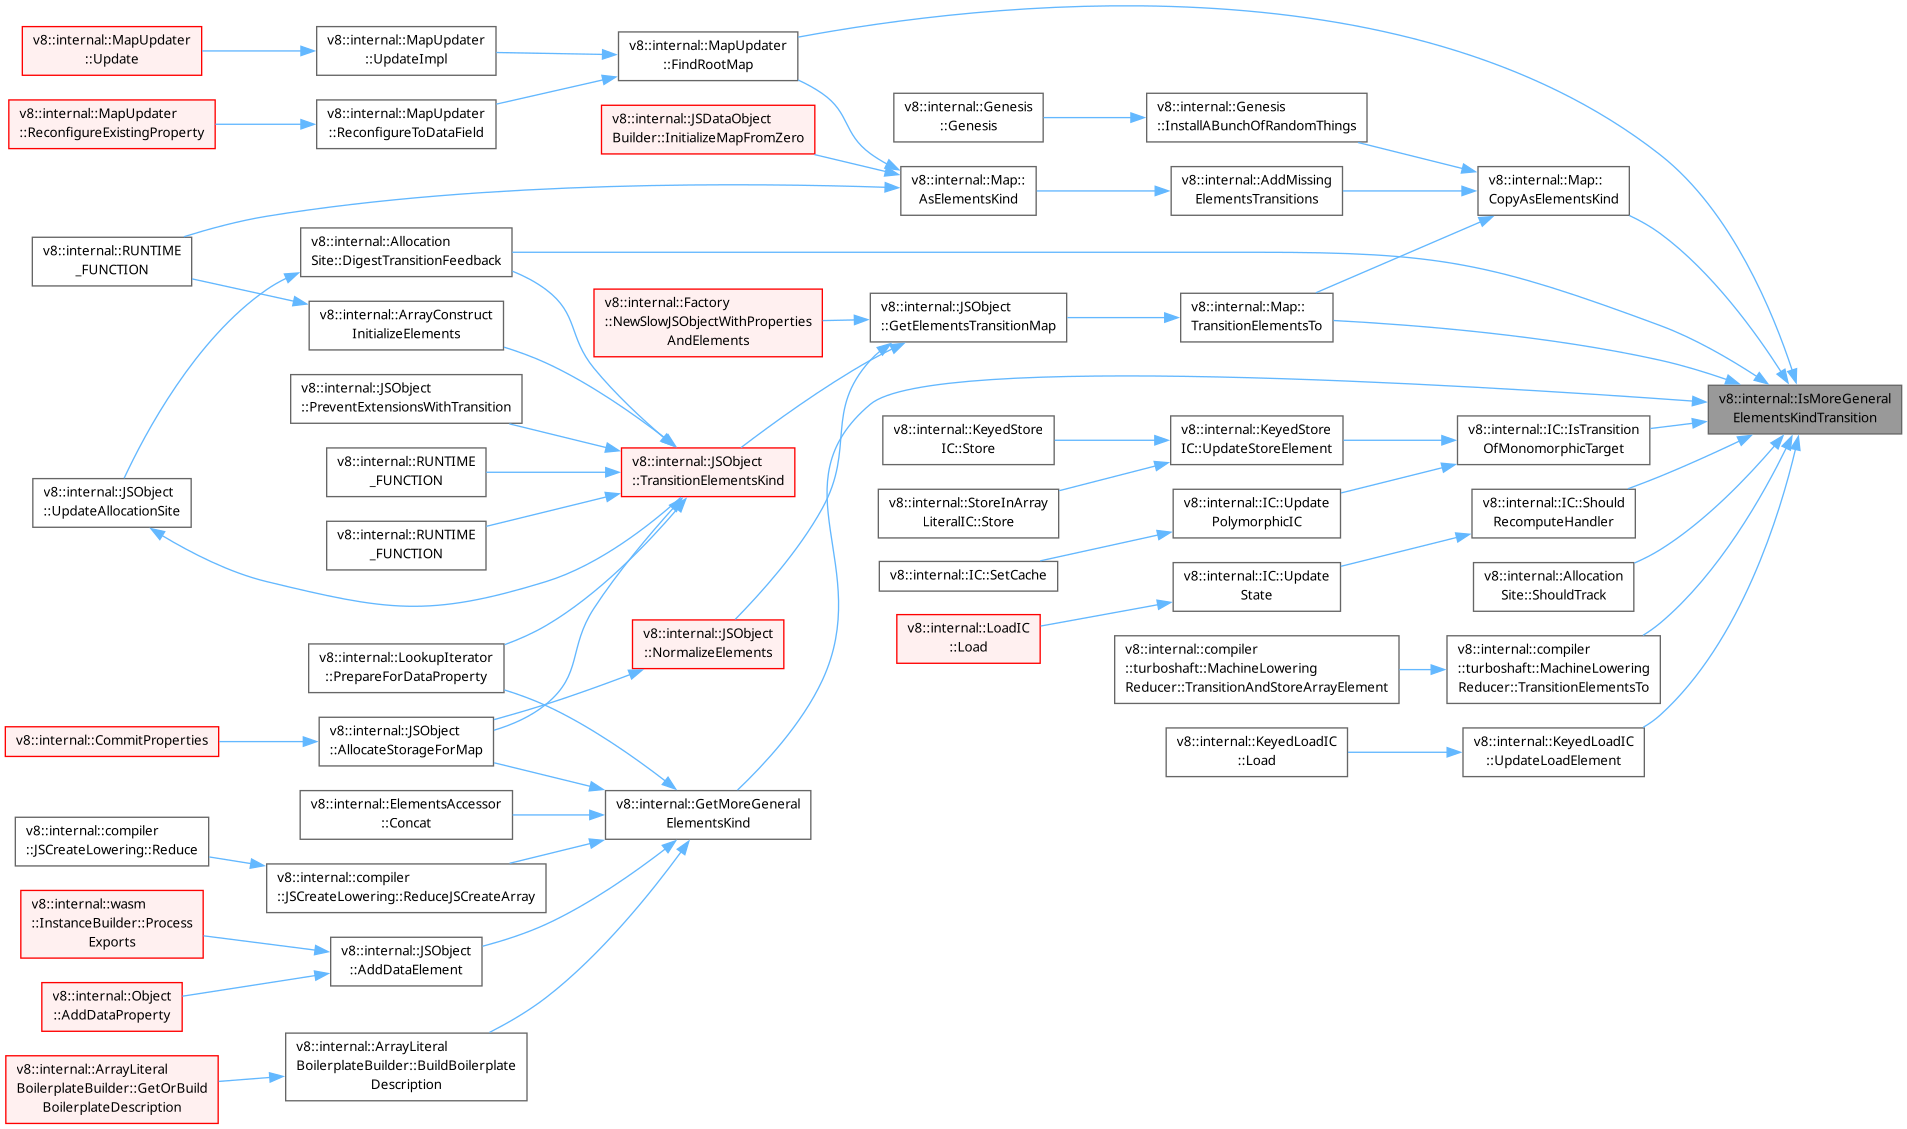 v8::internal::MapUpdater
::Update
v8::internal::MapUpdater
::UpdateImpl
v8::internal::MapUpdater
::FindRootMap
v8::internal::MapUpdater
::ReconfigureExistingProperty
v8::internal::MapUpdater
::ReconfigureToDataField
v8::internal::JSDataObject
Builder::InitializeMapFromZero
v8::internal::Genesis
::Genesis
v8::internal::Genesis
::InstallABunchOfRandomThings
v8::internal::Map::
AsElementsKind
v8::internal::AddMissing
ElementsTransitions
v8::internal::Map::
CopyAsElementsKind
v8::internal::RUNTIME
_FUNCTION
v8::internal::Allocation
Site::DigestTransitionFeedback
v8::internal::ArrayConstruct
InitializeElements
v8::internal::Factory
::NewSlowJSObjectWithProperties
AndElements
v8::internal::JSObject
::GetElementsTransitionMap
v8::internal::Map::
TransitionElementsTo
v8::internal::JSObject
::PreventExtensionsWithTransition
v8::internal::IsMoreGeneral
ElementsKindTransition
v8::internal::RUNTIME
_FUNCTION
v8::internal::JSObject
::TransitionElementsKind
v8::internal::KeyedStore
IC::Store
v8::internal::KeyedStore
IC::UpdateStoreElement
v8::internal::IC::IsTransition
OfMonomorphicTarget
v8::internal::JSObject
::UpdateAllocationSite
v8::internal::RUNTIME
_FUNCTION
v8::internal::StoreInArray
LiteralIC::Store
v8::internal::IC::Update
PolymorphicIC
v8::internal::IC::Should
RecomputeHandler
v8::internal::IC::SetCache
v8::internal::IC::Update
State
v8::internal::Allocation
Site::ShouldTrack
v8::internal::LoadIC
::Load
v8::internal::JSObject
::NormalizeElements
v8::internal::LookupIterator
::PrepareForDataProperty
v8::internal::compiler
::turboshaft::MachineLowering
Reducer::TransitionAndStoreArrayElement
v8::internal::compiler
::turboshaft::MachineLowering
Reducer::TransitionElementsTo
v8::internal::CommitProperties
v8::internal::JSObject
::AllocateStorageForMap
v8::internal::KeyedLoadIC
::Load
v8::internal::KeyedLoadIC
::UpdateLoadElement
v8::internal::ElementsAccessor
::Concat
v8::internal::GetMoreGeneral
ElementsKind
v8::internal::compiler
::JSCreateLowering::Reduce
v8::internal::compiler
::JSCreateLowering::ReduceJSCreateArray
v8::internal::wasm
::InstanceBuilder::Process
Exports
v8::internal::JSObject
::AddDataElement
v8::internal::Object
::AddDataProperty
v8::internal::ArrayLiteral
BoilerplateBuilder::BuildBoilerplate
Description
v8::internal::ArrayLiteral
BoilerplateBuilder::GetOrBuild
BoilerplateDescription